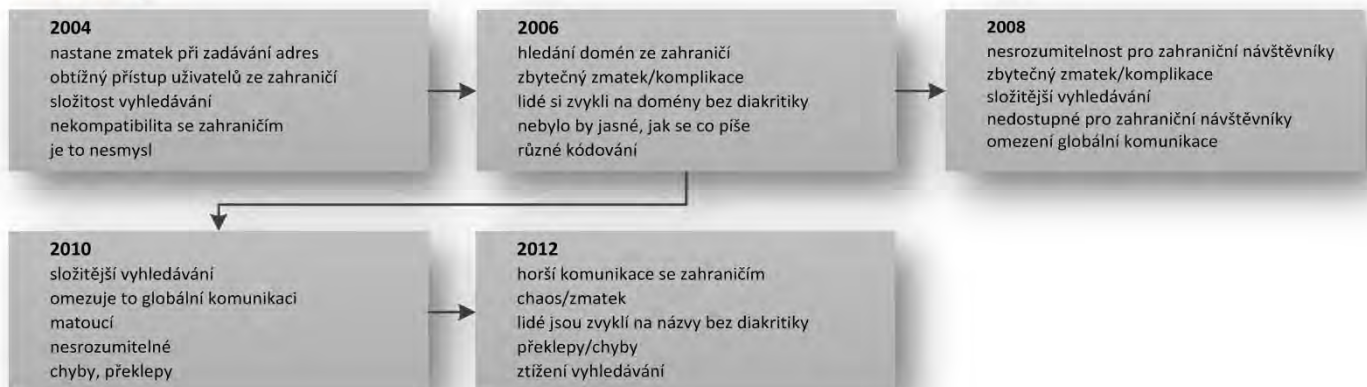 2004
nastane zmatek při zadávání adres
obtížný přístup uživatelů ze zahraničí
složitost vyhledávání
nekompatibilita se zahraničím
je to nesmysl
2006
hledání domén ze zahraničí
zbytečný zmatek/komplikace
lidé si zvykli na domény bez diakritiky
nebylo by jasné, jak se co píše
různé kódování
2008
nesrozumitelnost pro zahraniční návštěvníky
zbytečný zmatek/komplikace
složitější vyhledávání
nedostupné pro zahraniční návštěvníky
omezení globální komunikace
2010
složitější vyhledávání
omezuje to globální komunikaci
matoucí
nesrozumitelné
chyby, překlepy
2012
horší komunikace se zahraničím
chaos/zmatek
lidé jsou zvyklí na názvy bez diakritiky
překlepy/chyby
ztížení vyhledávání